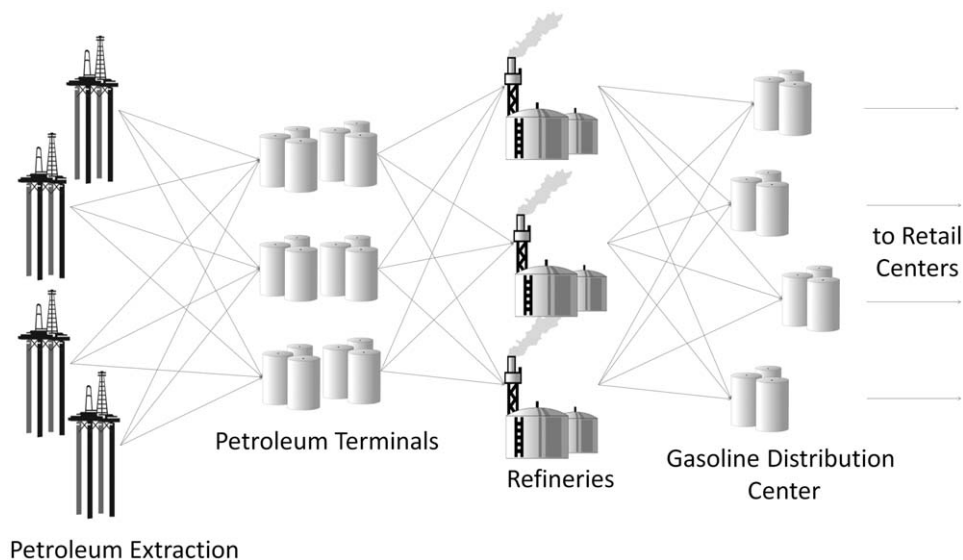 to Retail
Centers
Petroleum Terminals
Refineries
Gasoline Distribution
Center
Petroleum Extraction